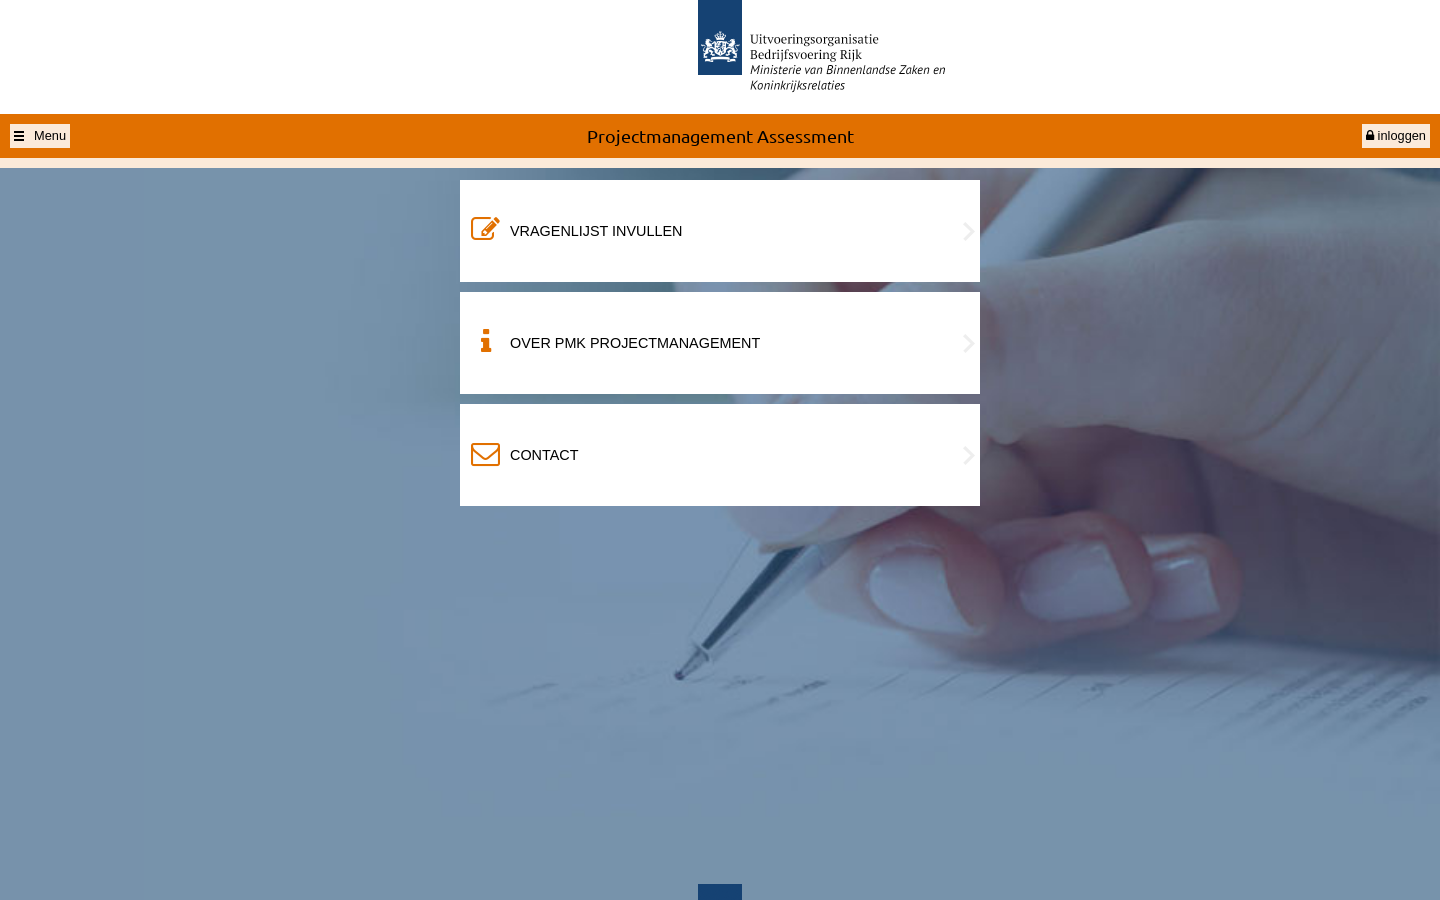 Uitvoeringsorganisatie
Bedrijfsvoering Rijk
Ministerie van Binnenlandse Zaken en
Koninkrijksrelaties
Menu
Projectmanagement Assessment
inloggen
VRAGENLIJST INVULLEN
OVER PMK PROJECTMANAGEMENT
CONTACT